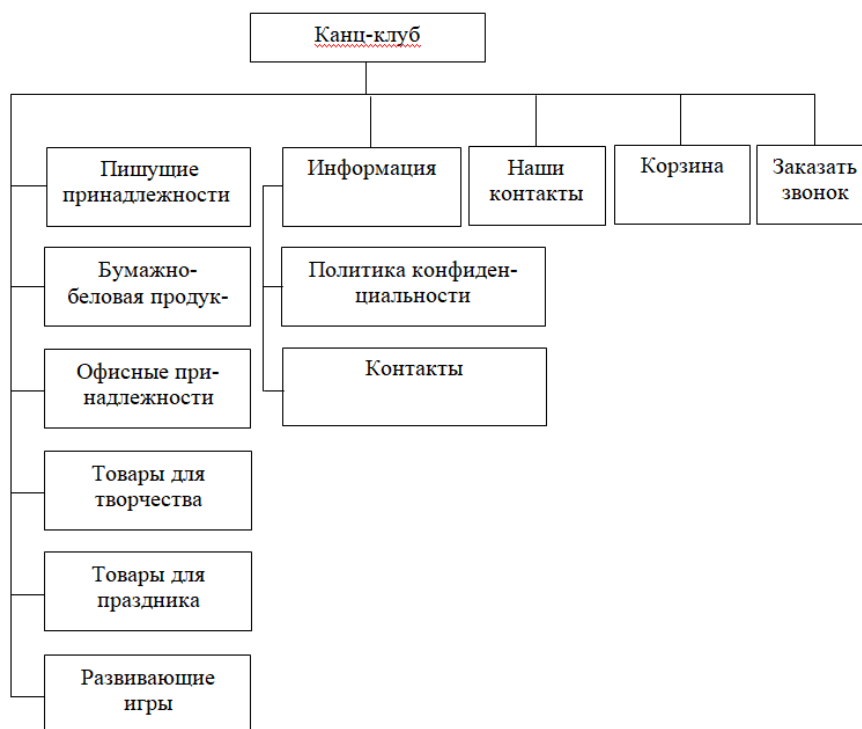 Канц-клуб
Пишущие
принадлежности
Информация
Наши
контакты
Корзина
Заказать
звонок
Бумажно-
беловая продук-
Политика конфиден-
циальности
Офисные при-
надлежности
Контакты
Товары для
творчества
Товары для
праздника
Развивающие
игры